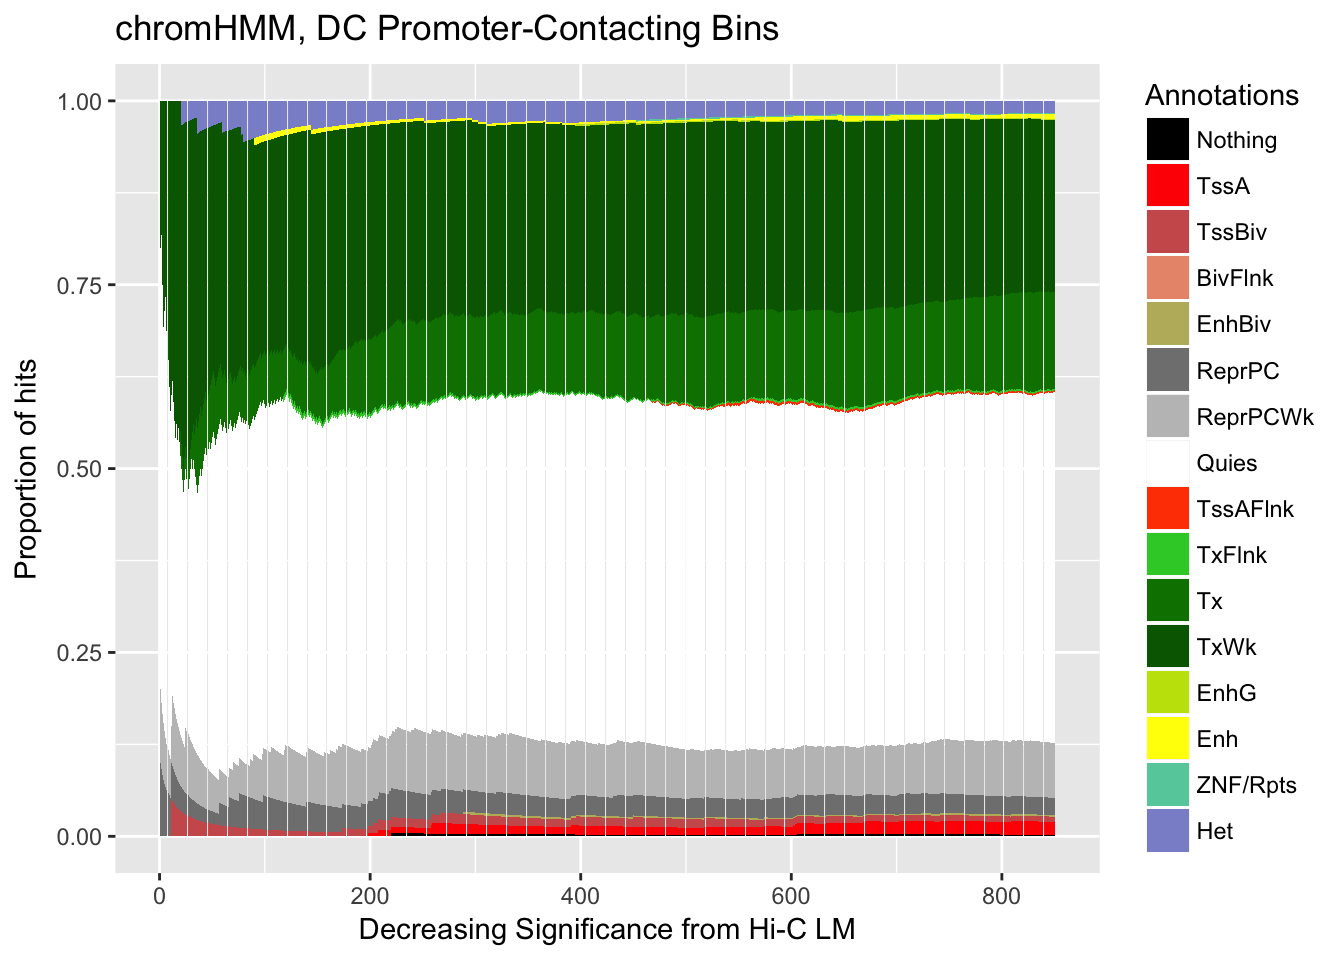 chromHMM, DC Promoter-Contacting Bins
Proportion of hits
1.00
0.75
0.50
0.25
0.00
0
200
400
600
800
Decreasing Significance from Hi-C LM
Annotations
Nothing
TssA
TssBiv
BivFlnk
EnhBiv
ReprPC
ReprPCWk
Quies
TssAFlnk
TxFlnk
Tx
TxWk
EnhG
Enh
ZNF/Rpts
Het